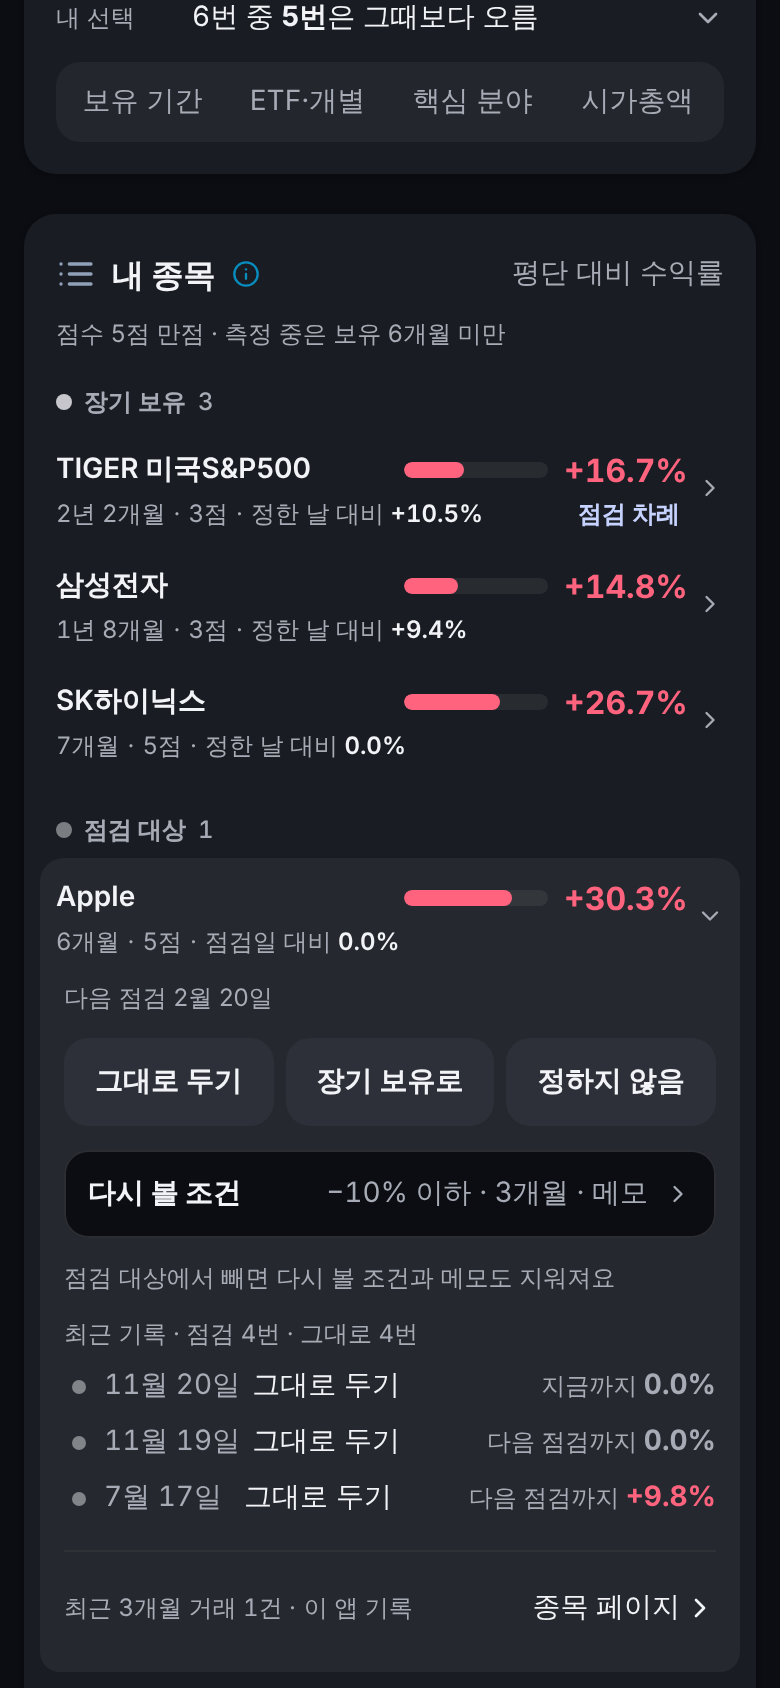 내 선택 6번 중 5번은 그때보다 오름
보유 기간 ETF·개별 핵심 분야 시가총액
내 종목 평단 대비 수익률
점수 5점 만점 · 측정 중은 보유 6개월 미만
장기 보유 3
TIGER 미국S&P500 +16.7%
2년 2개월 · 3점 · 정한 날 대비 +10.5% 점검 차례
삼성전자 +14.8%
1년 8개월 · 3점 · 정한 날 대비 +9.4%
SK하이닉스 +26.7%
7개월 · 5점 · 정한 날 대비 0.0%
점검 대상 1
Apple +30.3%
6개월 · 5점 · 점검일 대비 0.0%
다음 점검 2월 20일
그대로 두기 장기 보유로 정하지 않음
다시 볼 조건 −10% 이하 · 3개월 · 메모
점검 대상에서 빼면 다시 볼 조건과 메모도 지워져요
최근 기록 · 점검 4번 · 그대로 4번
11월 20일 그대로 두기 지금까지 0.0%
11월 19일 그대로 두기 다음 점검까지 0.0%
7월 17일 그대로 두기 다음 점검까지 +9.8%
최근 3개월 거래 1건 · 이 앱 기록 종목 페이지